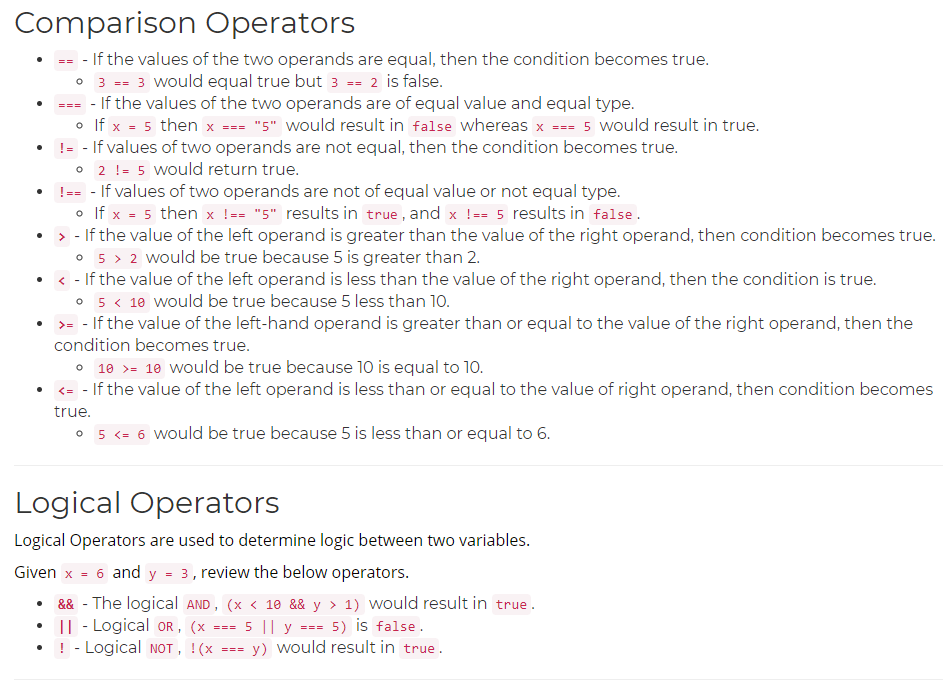 Comparison Operators
== - If the values of the two operands are equal, then the condition becomes true.
3 == 3 would equal true but 3 == 2 is false.
=== - If the values of the two operands are of equal value and equal type.
If x = 5 then x === "5" would result in false whereas x === 5 would result in true.
!= - If values of two operands are not equal, then the condition becomes true.
2 != 5 would return true.
!== - If values of two operands are not of equal value or not equal type.
If x = 5 then x !== "5" results in true, and x !== 5 results in false.
> - If the value of the left operand is greater than the value of the right operand, then condition becomes true.
5 > 2 would be true because 5 is greater than 2.
< - If the value of the left operand is less than the value of the right operand, then the condition is true.
5 < 10 would be true because 5 less than 10.
>= - If the value of the left-hand operand is greater than or equal to the value of the right operand, then the
condition becomes true.
10 >= 10 would be true because 10 is equal to 10.
<= - If the value of the left operand is less than or equal to the value of right operand, then condition becomes
true.
5 <= 6 would be true because 5 is less than or equal to 6.
Logical Operators
Logical Operators are used to determine logic between two variables.
Given x = 6 and y = 3, review the below operators.
&& - The logical AND, (x < 10 && y > 1) would result in true.
|| - Logical OR, (x === 5 || y === 5) is false.
! - Logical NOT, !(x === y) would result in true.